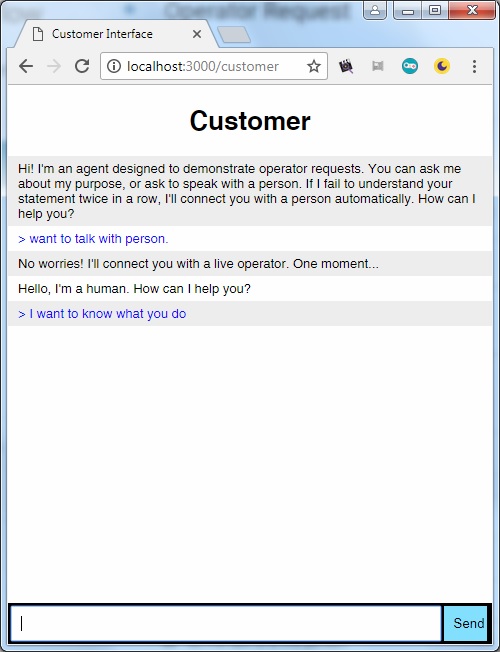 Operator Request
Customer Interface
localhost:3000/customer
Customer
Hi! I'm an agent designed to demonstrate operator requests. You can ask me
about my purpose, or ask to speak with a person. If I fail to understand your
statement twice in a row, I'll connect you with a person automatically. How can I
help you?
> want to talk with person.
No worries! I'll connect you with a live operator. One moment...
Hello, I'm a human. How can I help you?
> I want to know what you do
Send